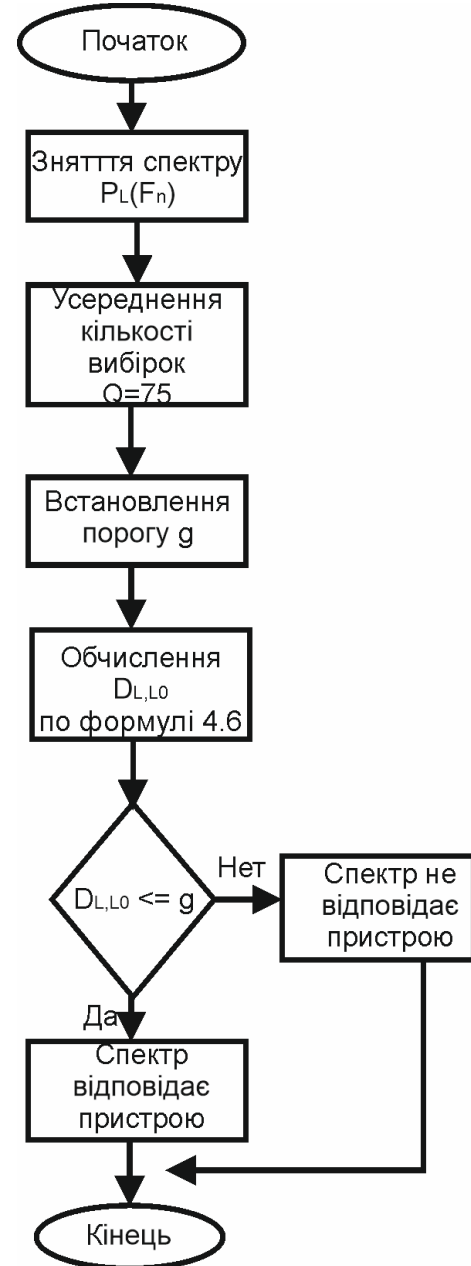 Початок
Знятття спектру
PL(Fn)
Усереднення
кількості
вибірок
Q=75
Встановлення
порогу g
Обчислення
DL,L0
по формулі 4.6
DL,L0 <= g
Нет
Спектр не
відповідає
пристрою
Да
Спектр
відповідає
пристрою
Кінець